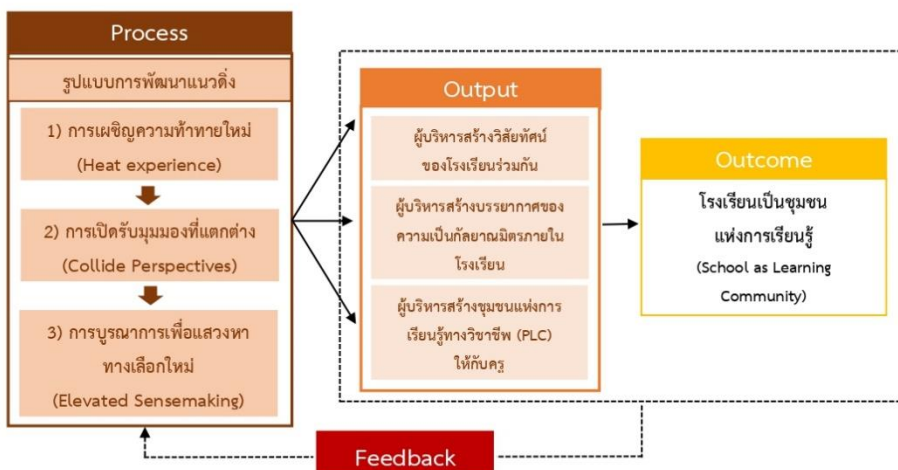 Process
รูปแบบการพัฒนาแนวดิ่ง
1) การเผชิญความท้าทายใหม่
(Heat experience)
2) การเปิดรับมุมมองที่แตกต่าง
(Collide Perspectives)
3) การบูรณาการเพื่อแสวงหา
ทางเลือกใหม่
(Elevated Sensemaking)
Output
ผู้บริหารสร้างวิสัยทัศน์
ของโรงเรียนร่วมกัน
ผู้บริหารสร้างบรรยากาศของ
ความเป็นกัลยาณมิตรภายใน
โรงเรียน
ผู้บริหารสร้างชุมชนแห่งการ
เรียนรู้ทางวิชาชีพ (PLC)
ให้กับครู
Outcome
โรงเรียนเป็นชุมชน
แห่งการเรียนรู้
(School as Learning
Community)
Feedback